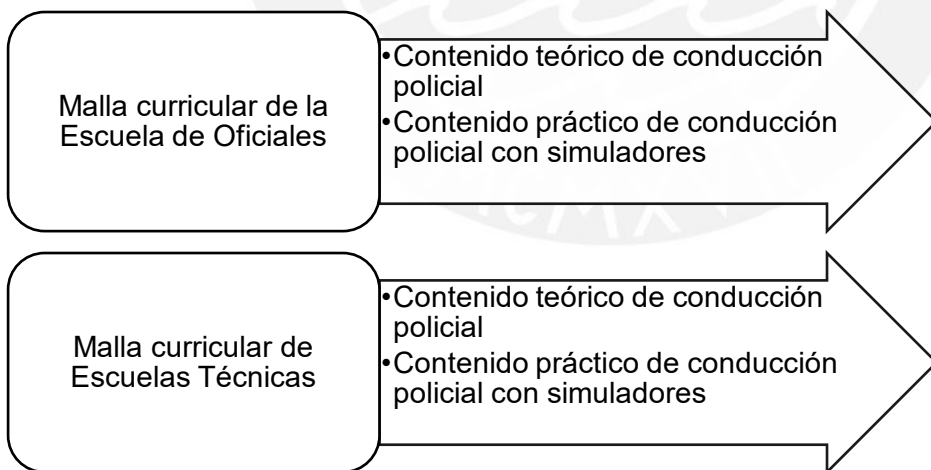 Malla curricular de la
Escuela de Oficiales
•Contenido teórico de conducción
policial
•Contenido práctico de conducción
policial con simuladores
MCMXVII
Malla curricular de
Escuelas Técnicas
•Contenido teórico de conducción
policial
•Contenido práctico de conducción
policial con simuladores